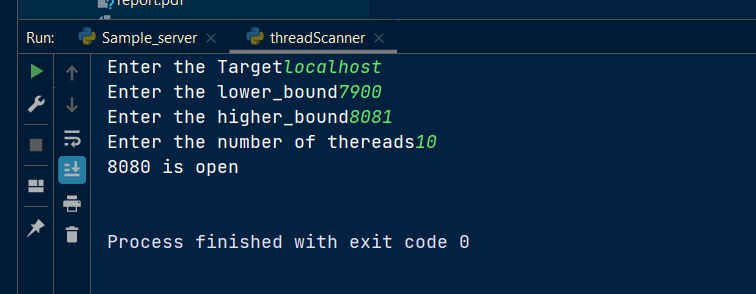 report.pdf
Run: Sample_server × threadScanner ×
Enter the Targetlocalhost
Enter the lower_bound7900
Enter the higher_bound8081
Enter the number of thereads10
8080 is open
Process finished with exit code 0